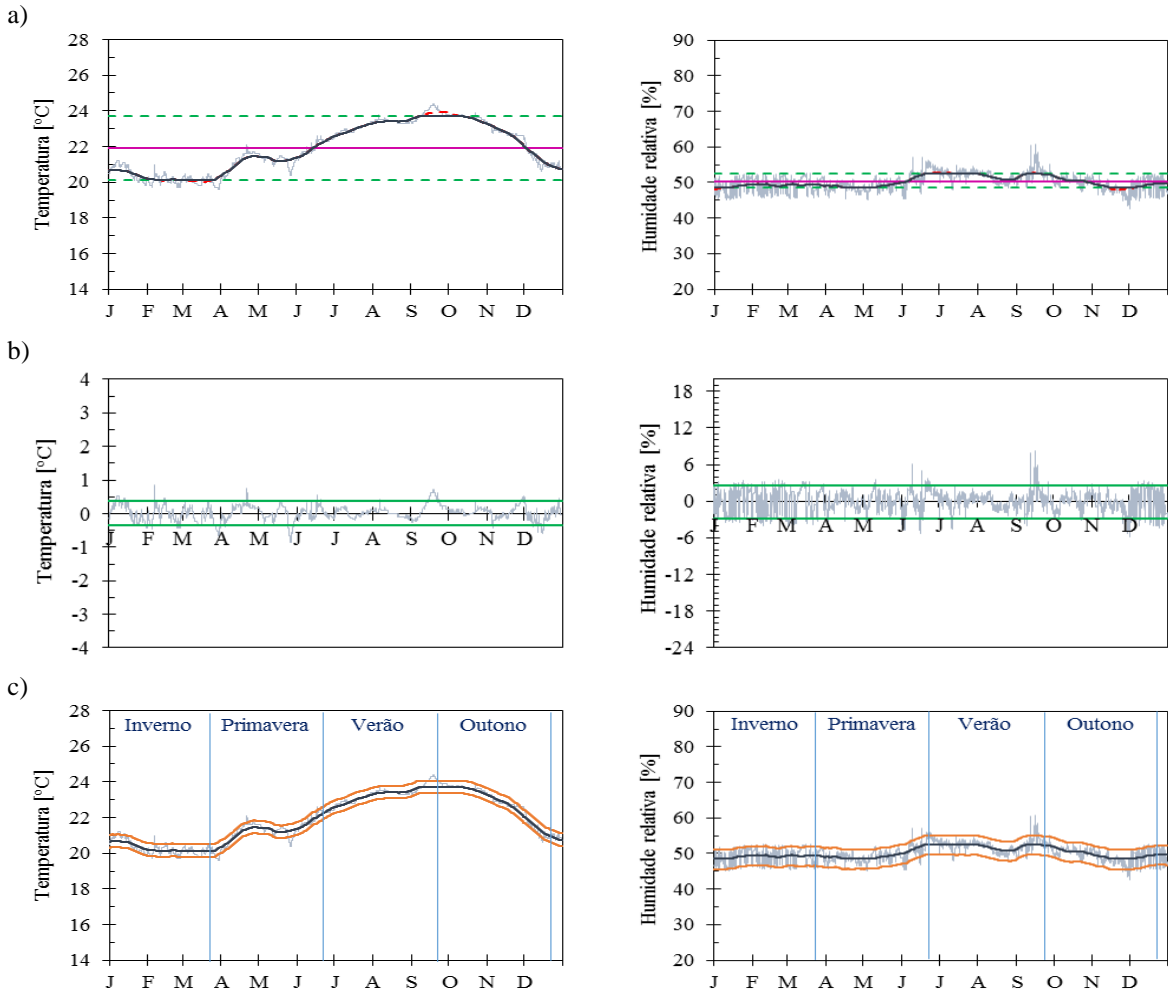 a)
Temperatura [ºC]
28
26
24
22
20
18
16
14
J F M A M J J A S O N D
Humidade relativa [%]
90
80
70
60
50
40
30
20
J F M A M J J A S O N D
b)
Temperatura [ºC]
4
3
2
1
0
-1
-2
-3
-4
J F M A M J J A S O N D
Humidade relativa [%]
18
12
6
0
-6
-12
-18
-24
J F M A M J J A S O N D
c)
Temperatura [ºC]
28
26
24
22
20
18
16
14
Inverno Primavera Verão Outono
J F M A M J J A S O N D
Humidade relativa [%]
90
80
70
60
50
40
30
20
Inverno Primavera Verão Outono
J F M A M J J A S O N D